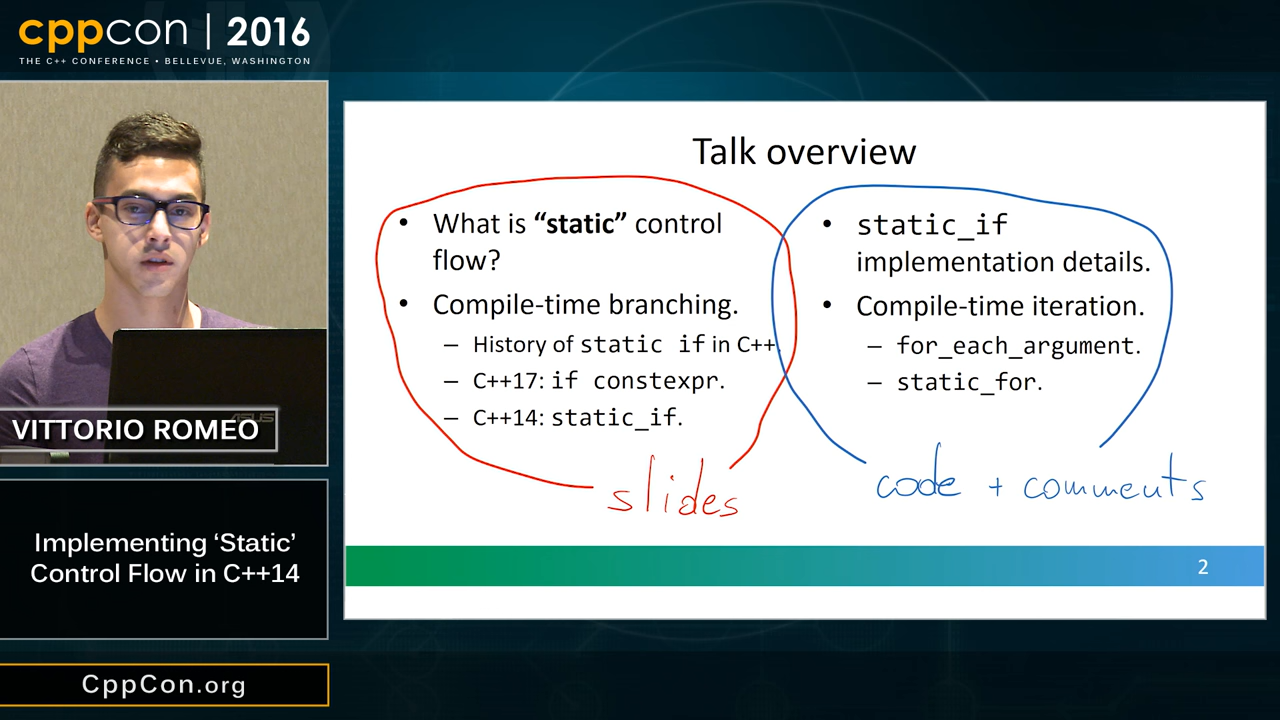 cppcon | 2016
THE C++ CONFERENCE • BELLEVUE, WASHINGTON
ASUS
VITTORIO ROMEO
Implementing ‘Static’
Control Flow in C++14
CppCon.org
Talk overview
• What is “static” control
flow?
• Compile-time branching.
– History of static if in C++.
– C++17: if constexpr.
– C++14: static_if.
slides
• static_if
implementation details.
• Compile-time iteration.
– for_each_argument.
– static_for.
code + comments
2